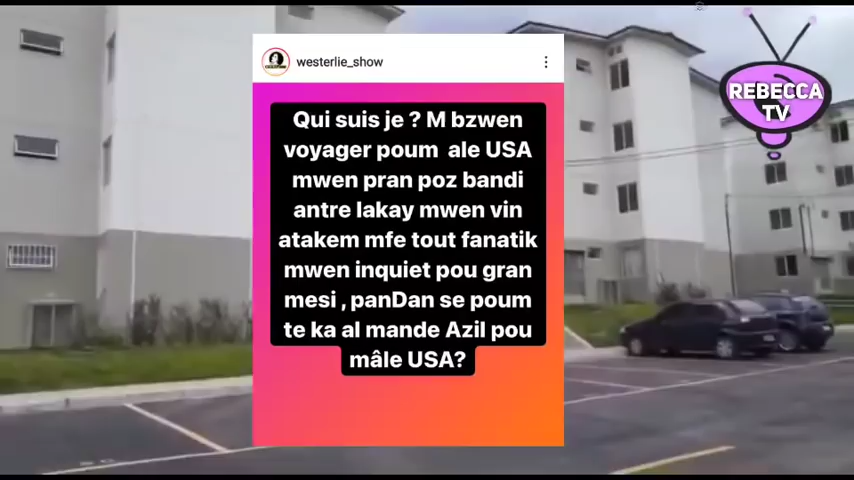 westerlie_show
Qui suis je ? M bzwen
voyager poum ale USA
mwen pran poz bandi
antre lakay mwen vin
atakem mfe tout fanatik
mwen inquiet pou gran
mesi , panDan se poum
te ka al mande Azil pou
mâle USA?
REBECCA
TV